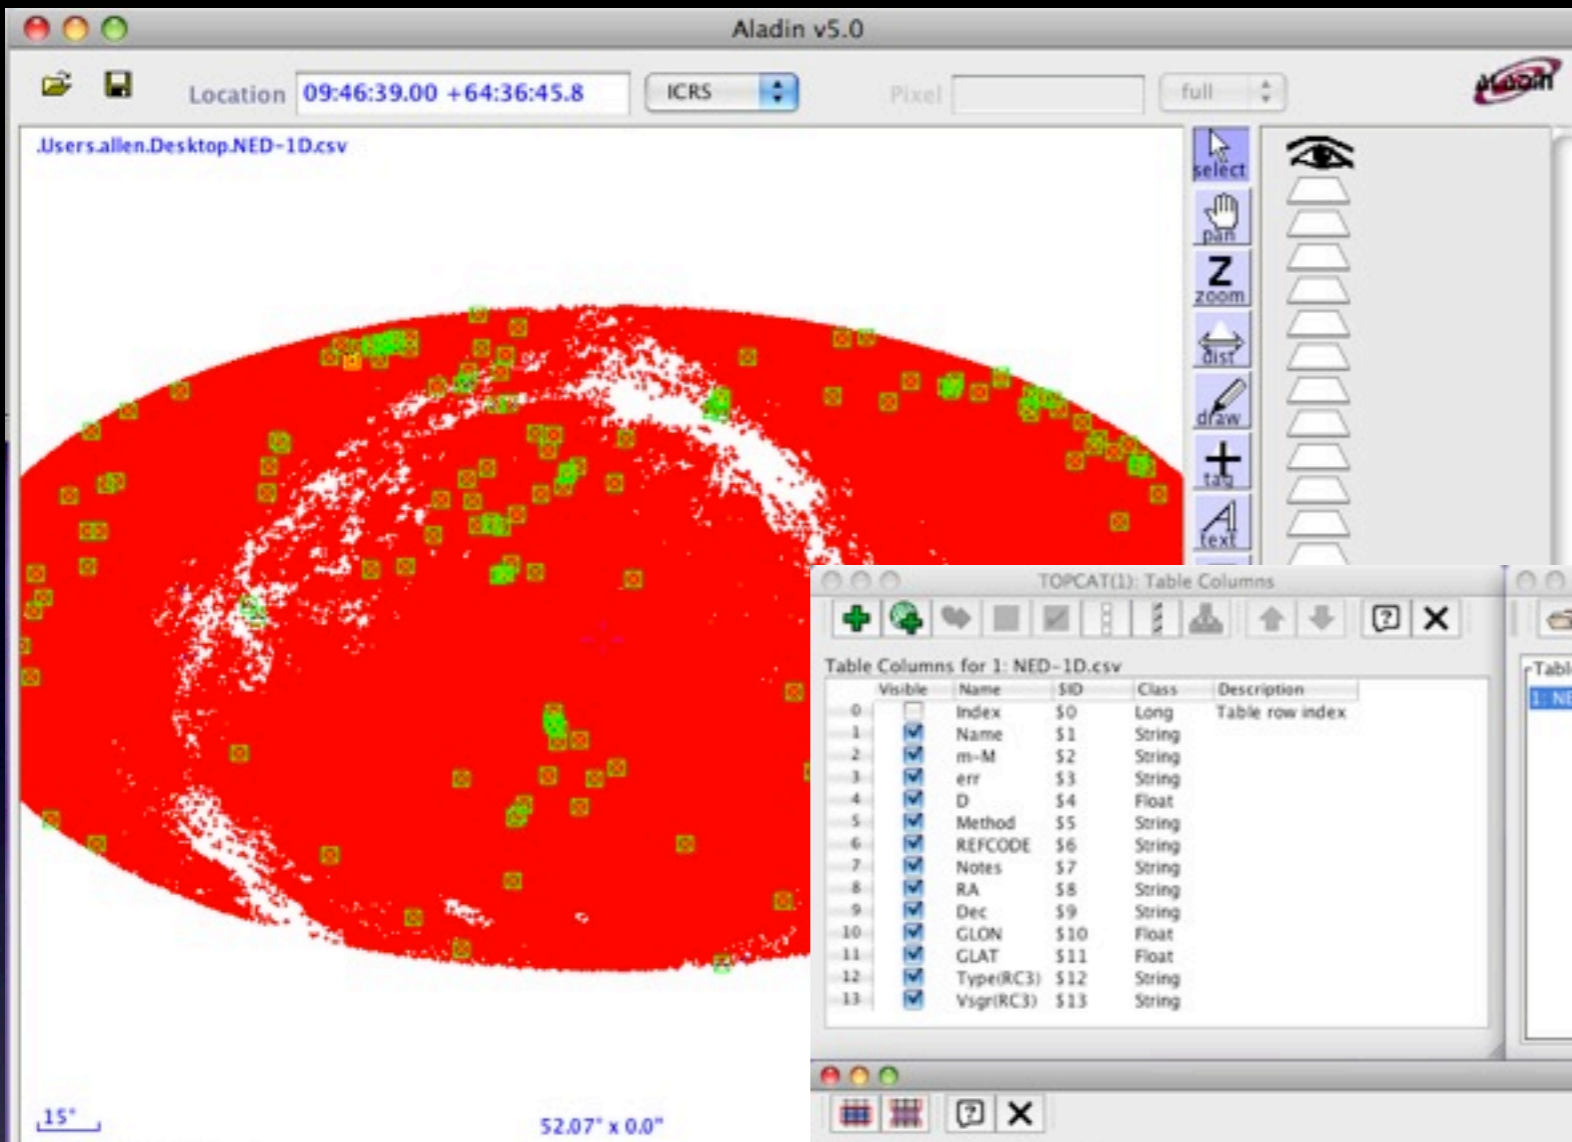 Aladin v5.0
Location 09:46:39.00 +64:36:45.8 ICRS Pixel full ALADIN
.Users.allen.Desktop.NED-1D.csv
select
pan
Z
zoom
dist
draw
tag
A
text
TOPCAT(1): Table Columns
Table Columns for 1: NED-1D.csv
Visible Name $ID Class Description
0 Index $0 Long Table row index
1 Name $1 String
2 m-M $2 String
3 err $3 String
4 D $4 Float
5 Method $5 String
6 REFCODE $6 String
7 Notes $7 String
8 RA $8 String
9 Dec $9 String
10 GLON $10 Float
11 GLAT $11 Float
12 Type(RC3) $12 String
13 Vsgr(RC3) $13 String
Tabl
1: NE
15°
52.07° x 0.0"